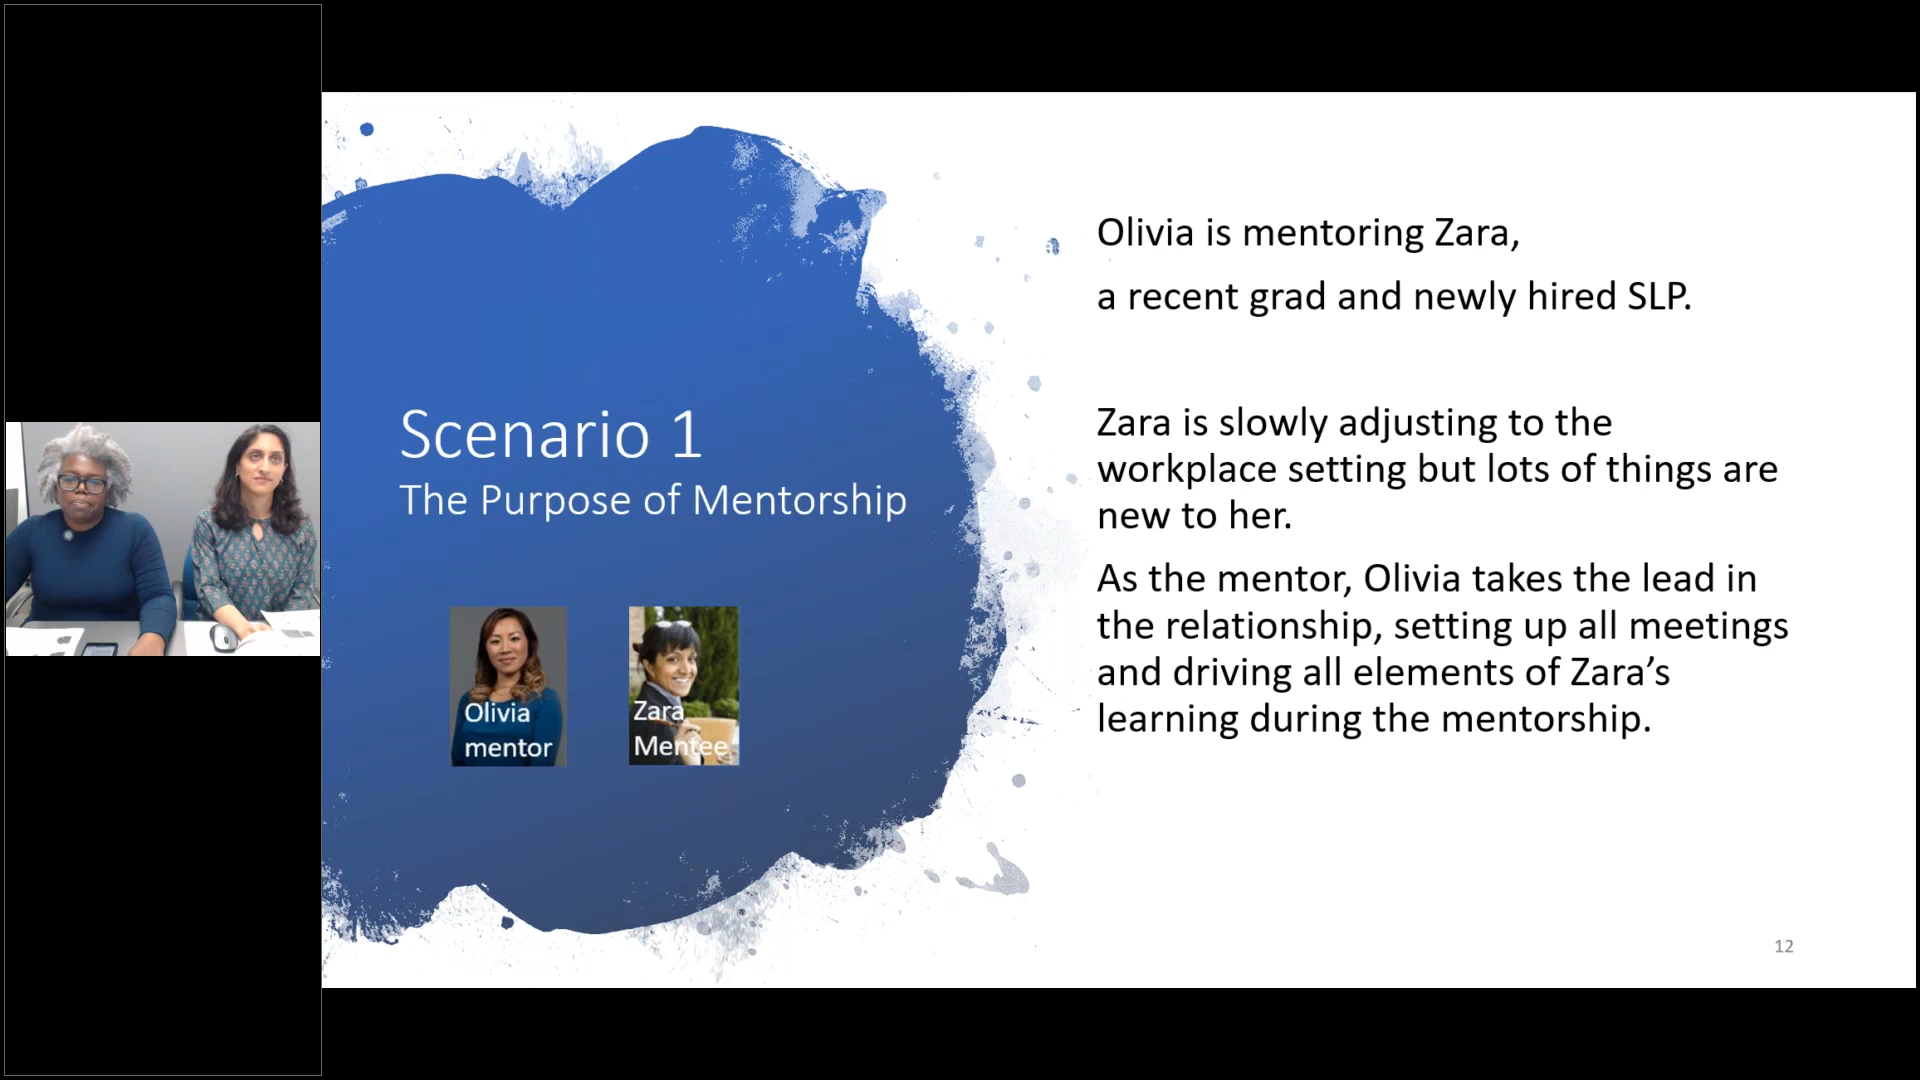 Scenario 1
The Purpose of Mentorship
Olivia
mentor
Zara
Mentee
Olivia is mentoring Zara,
a recent grad and newly hired SLP.
Zara is slowly adjusting to the
workplace setting but lots of things are
new to her.
As the mentor, Olivia takes the lead in
the relationship, setting up all meetings
and driving all elements of Zara’s
learning during the mentorship.
12